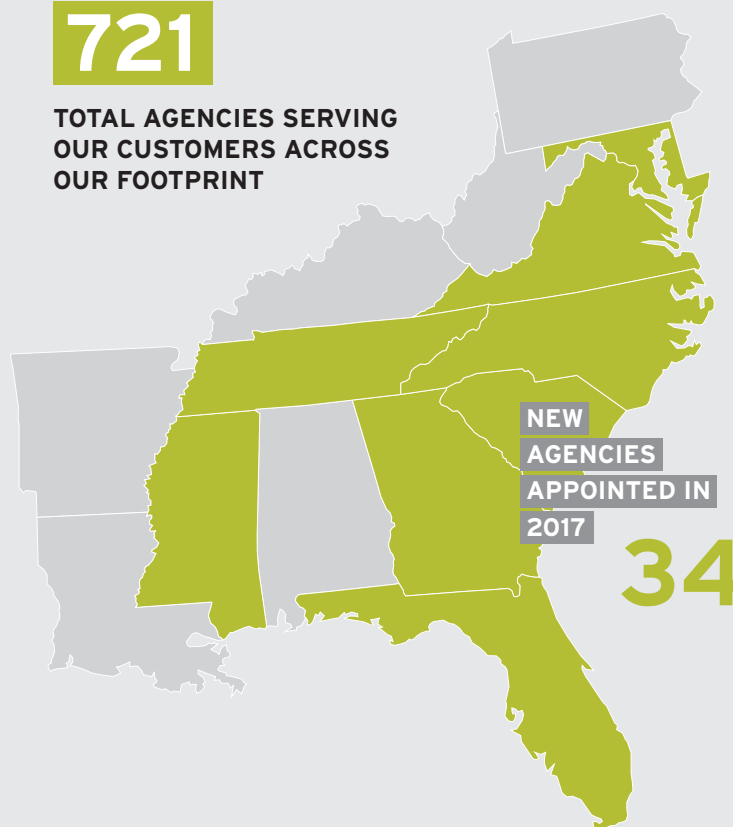 721
TOTAL AGENCIES SERVING
OUR CUSTOMERS ACROSS
OUR FOOTPRINT
NEW
AGENCIES
APPOINTED IN
2017
34